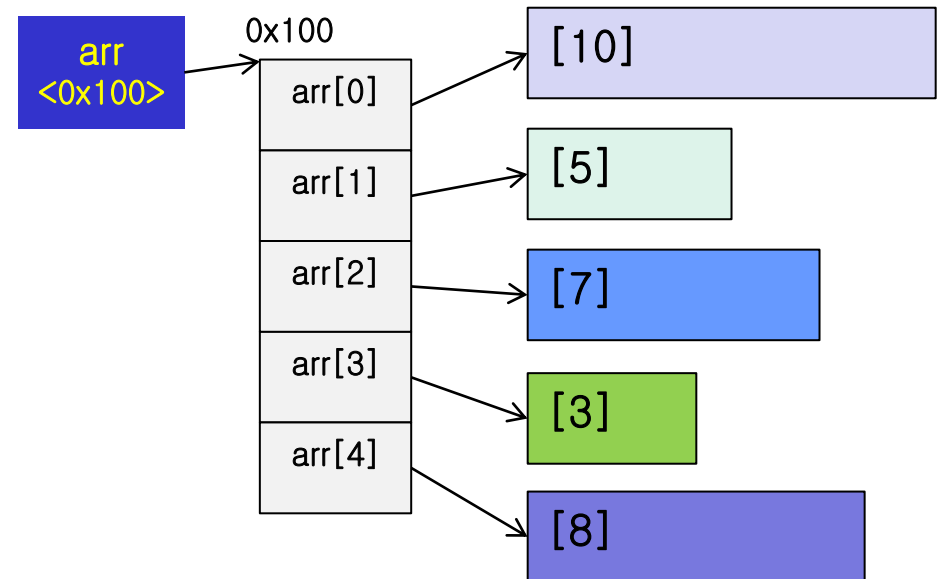 arr
<0x100>
0x100
arr[0]
arr[1]
arr[2]
arr[3]
arr[4]
[10]
[5]
[7]
[3]
[8]